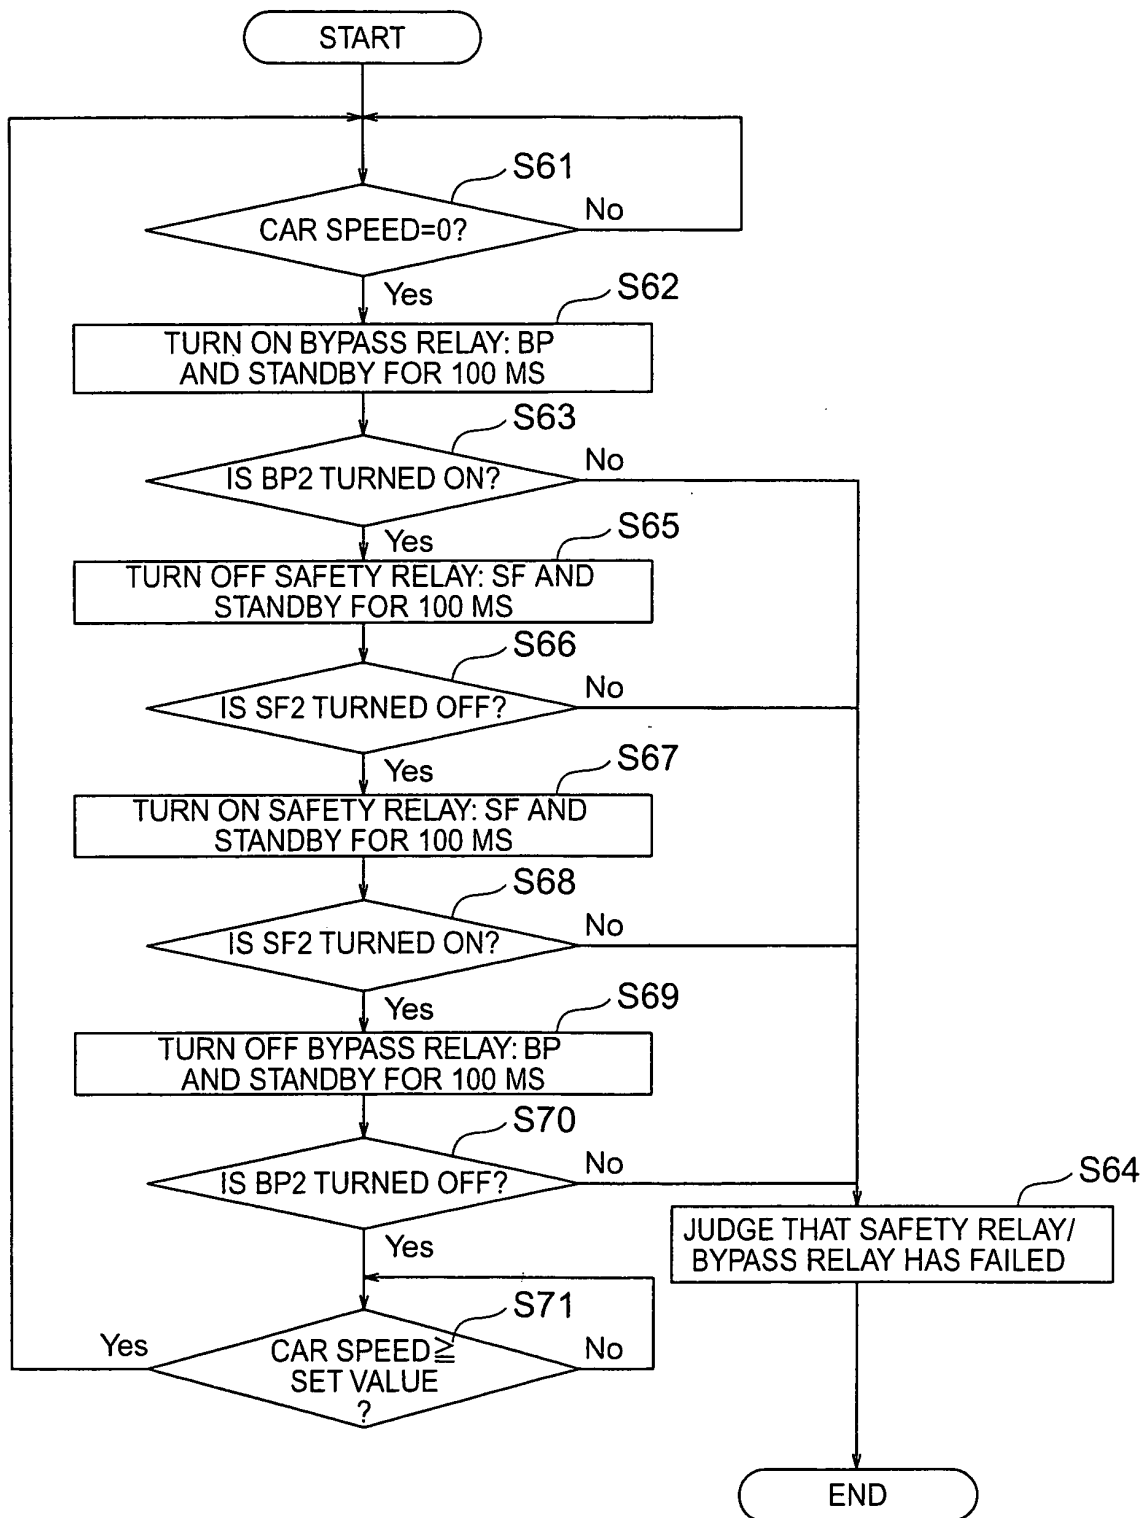 START
S61
CAR SPEED=0?
No
Yes
S62
TURN ON BYPASS RELAY: BP
AND STANDBY FOR 100 MS
S63
IS BP2 TURNED ON?
No
Yes
S65
TURN OFF SAFETY RELAY: SF AND
STANDBY FOR 100 MS
S66
IS SF2 TURNED OFF?
No
Yes
S67
TURN ON SAFETY RELAY: SF AND
STANDBY FOR 100 MS
S68
IS SF2 TURNED ON?
No
Yes
S69
TURN OFF BYPASS RELAY: BP
AND STANDBY FOR 100 MS
S70
IS BP2 TURNED OFF?
No
S64
JUDGE THAT SAFETY RELAY/
BYPASS RELAY HAS FAILED
Yes
S71
Yes
CAR SPEED≧
SET VALUE
?
No
END